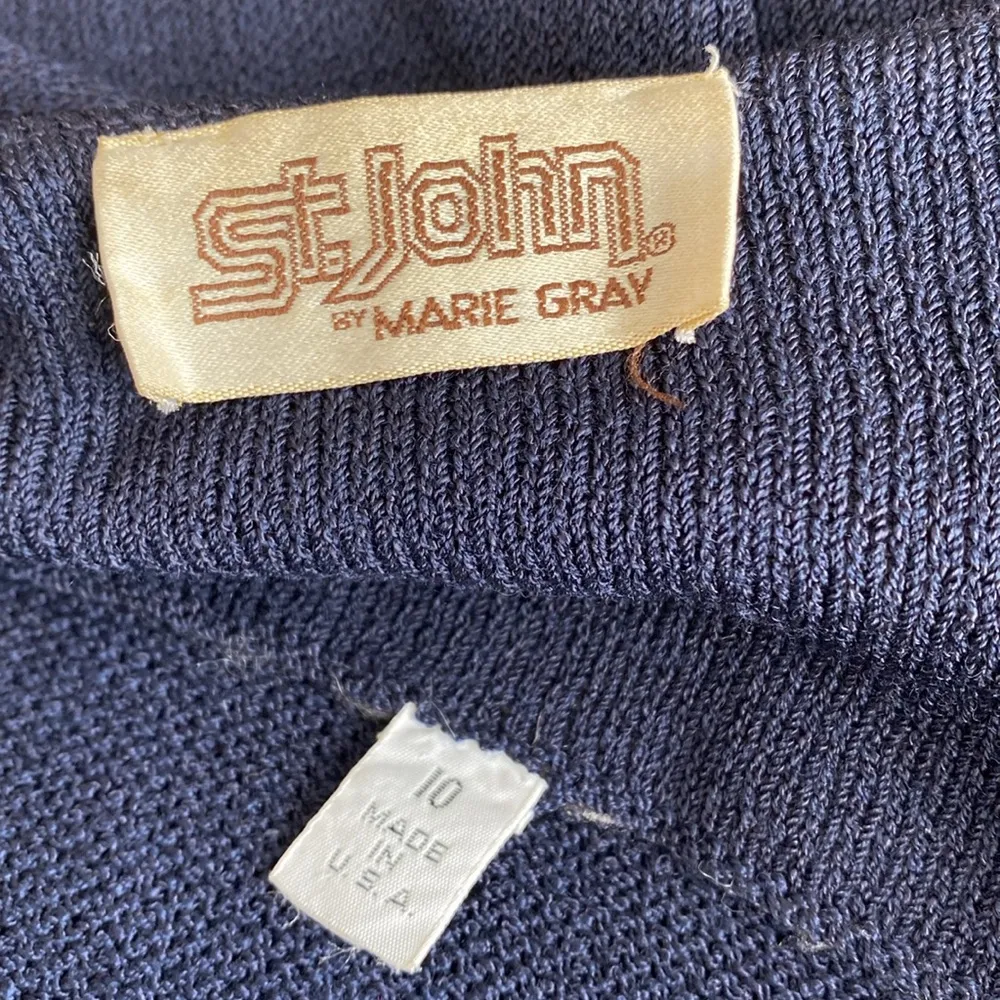 St. John®
BY MARIE GRAY
10
MADE
IN
U.S.A.